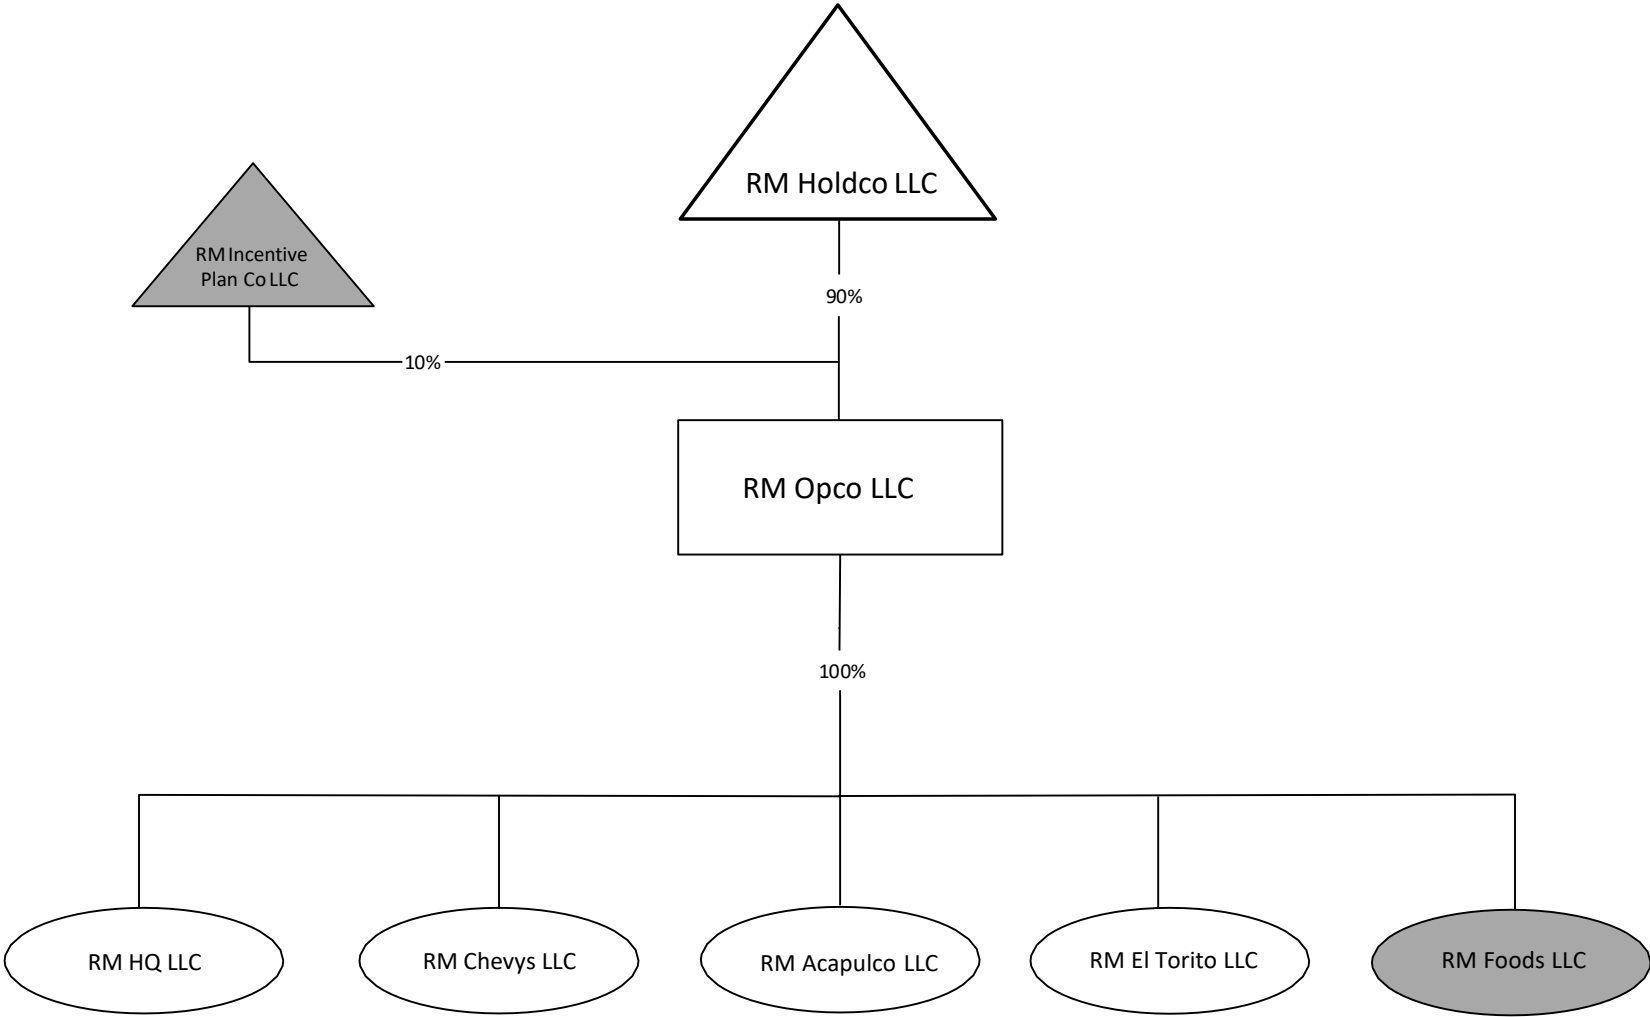 RM Holdco LLC
RM Incentive
Plan Co LLC
90%
10%
RM Opco LLC
100%
RM HQ LLC
RM Chevys LLC
RM Acapulco LLC
RM El Torito LLC
RM Foods LLC